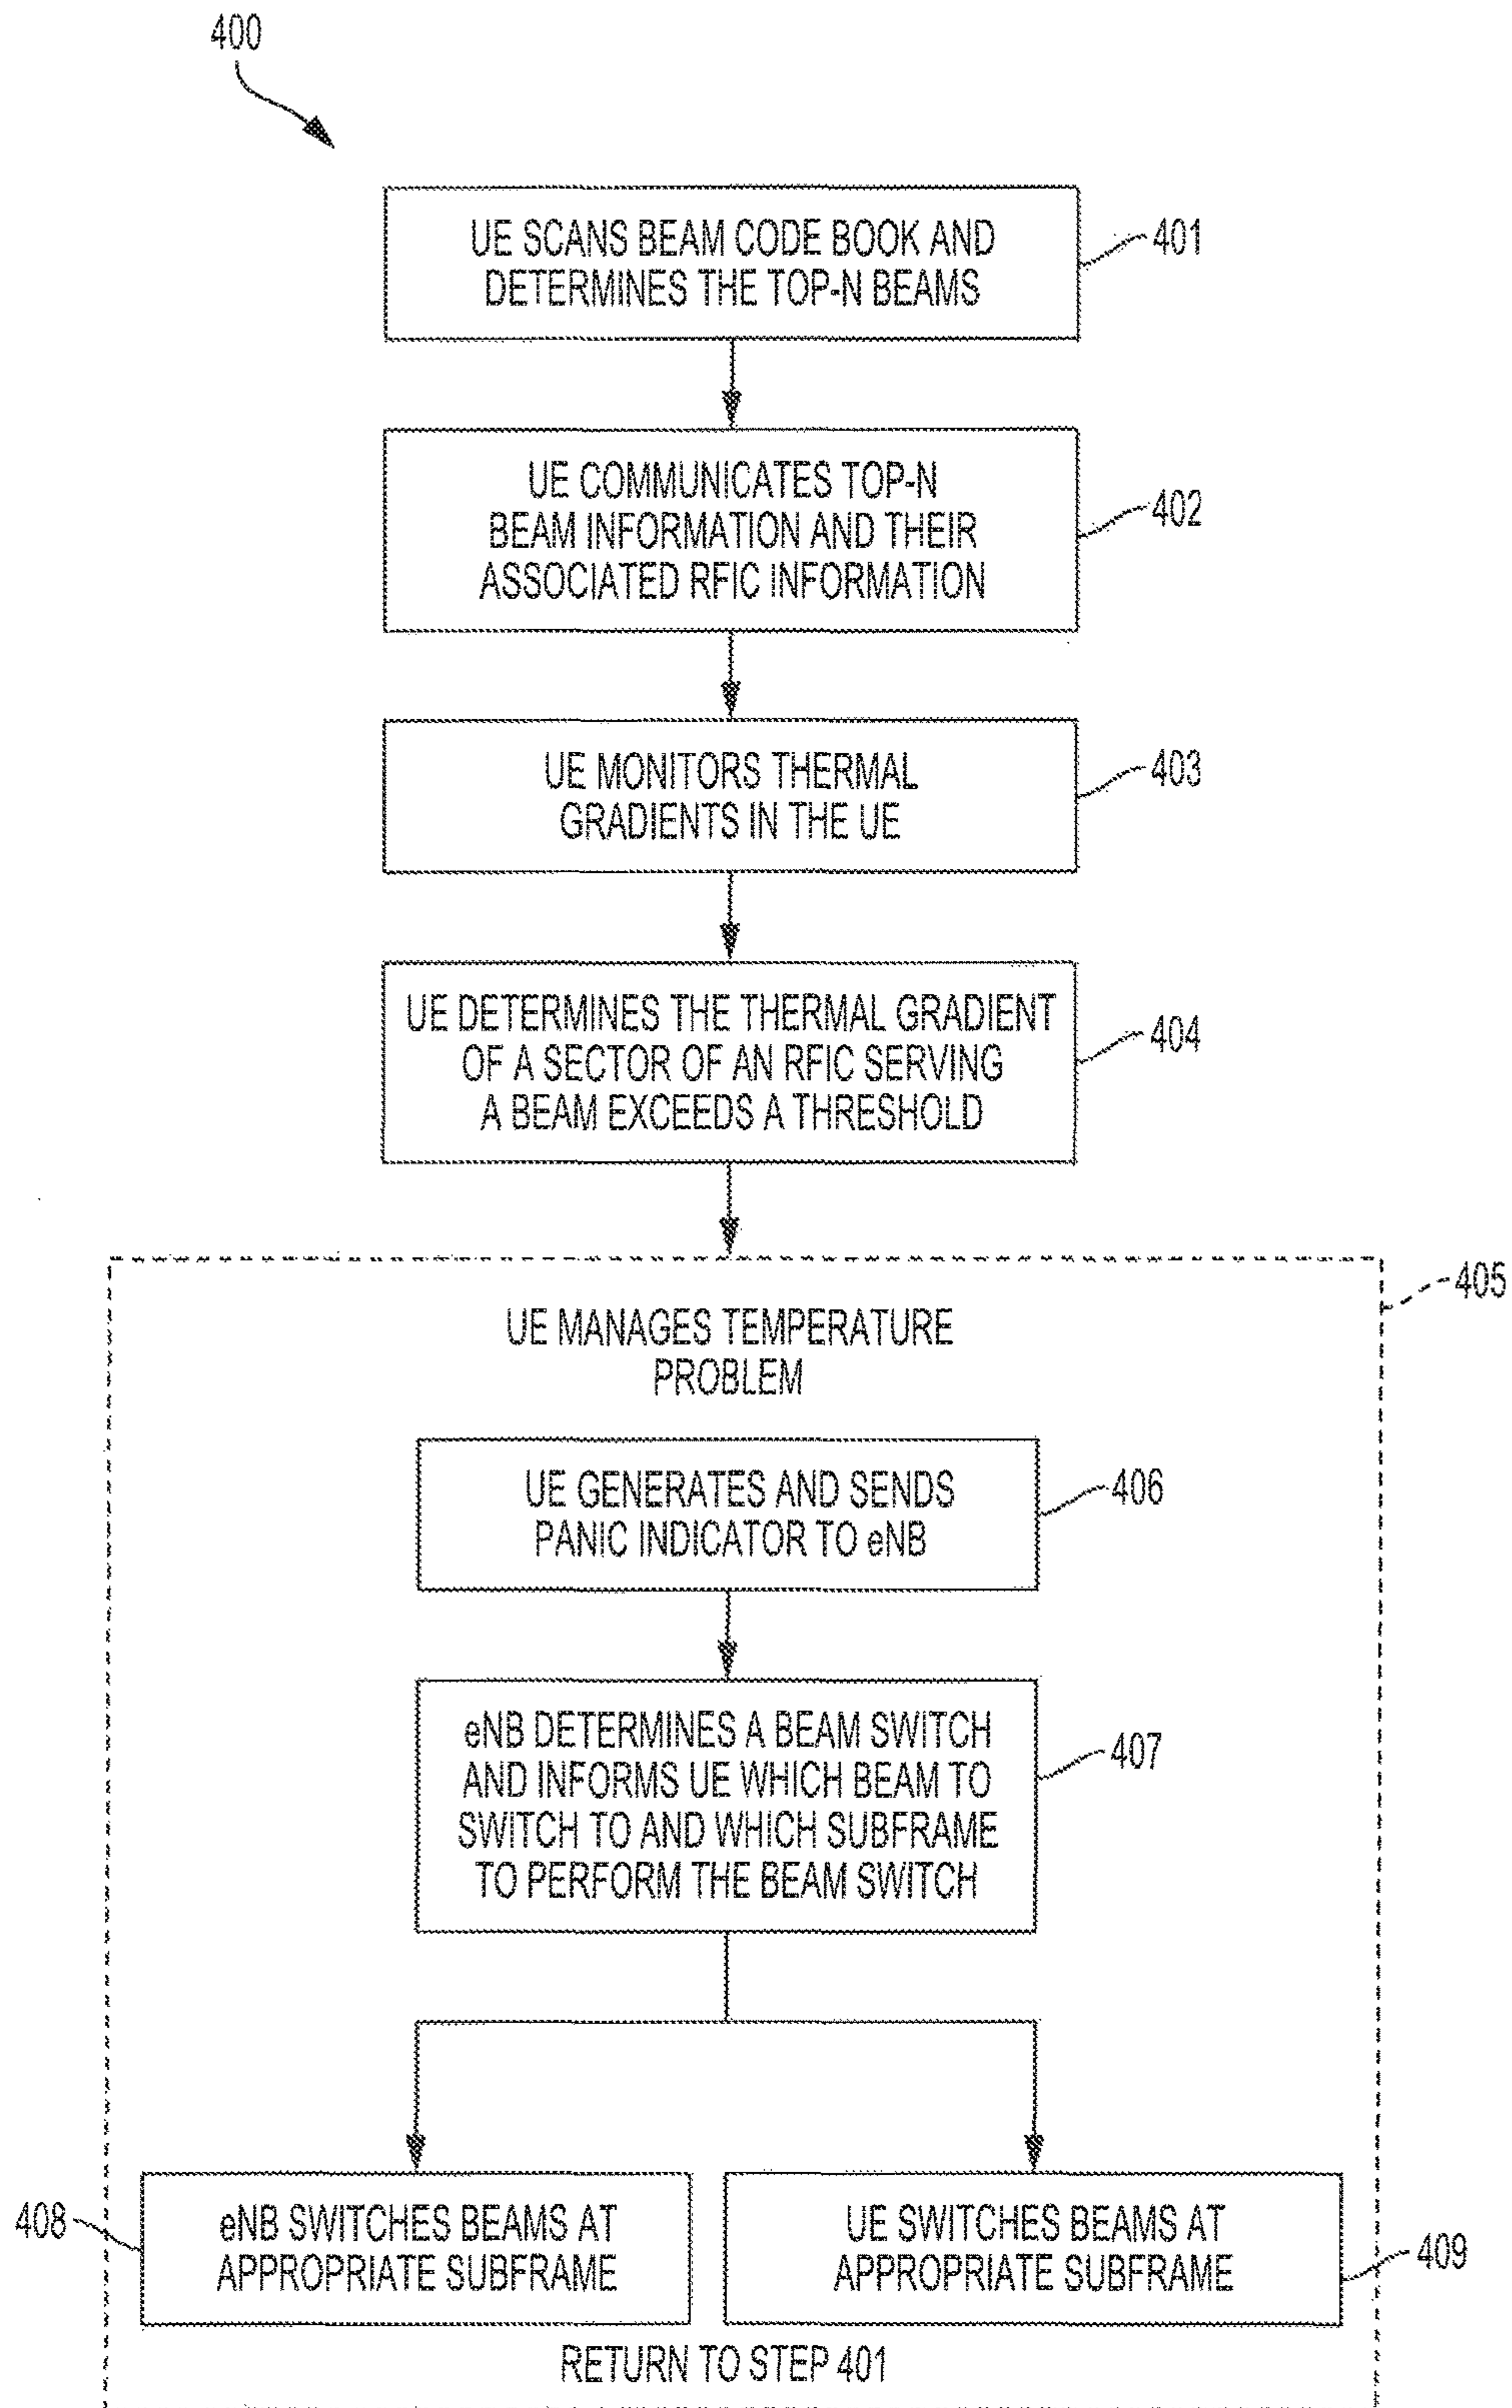 400
UE SCANS BEAM CODE BOOK AND
DETERMINES THE TOP-N BEAMS
401
UE COMMUNICATES TOP-N
BEAM INFORMATION AND THEIR
ASSOCIATED RFIC INFORMATION
402
UE MONITORS THERMAL
GRADIENTS IN THE UE
403
UE DETERMINES THE THERMAL GRADIENT
OF A SECTOR OF AN RFIC SERVING
A BEAM EXCEEDS A THRESHOLD
404
405
UE MANAGES TEMPERATURE
PROBLEM
UE GENERATES AND SENDS
PANIC INDICATOR TO eNB
406
eNB DETERMINES A BEAM SWITCH
AND INFORMS UE WHICH BEAM TO
SWITCH TO AND WHICH SUBFRAME
TO PERFORM THE BEAM SWITCH
407
408
eNB SWITCHES BEAMS AT
APPROPRIATE SUBFRAME
UE SWITCHES BEAMS AT
APPROPRIATE SUBFRAME
409
RETURN TO STEP 401